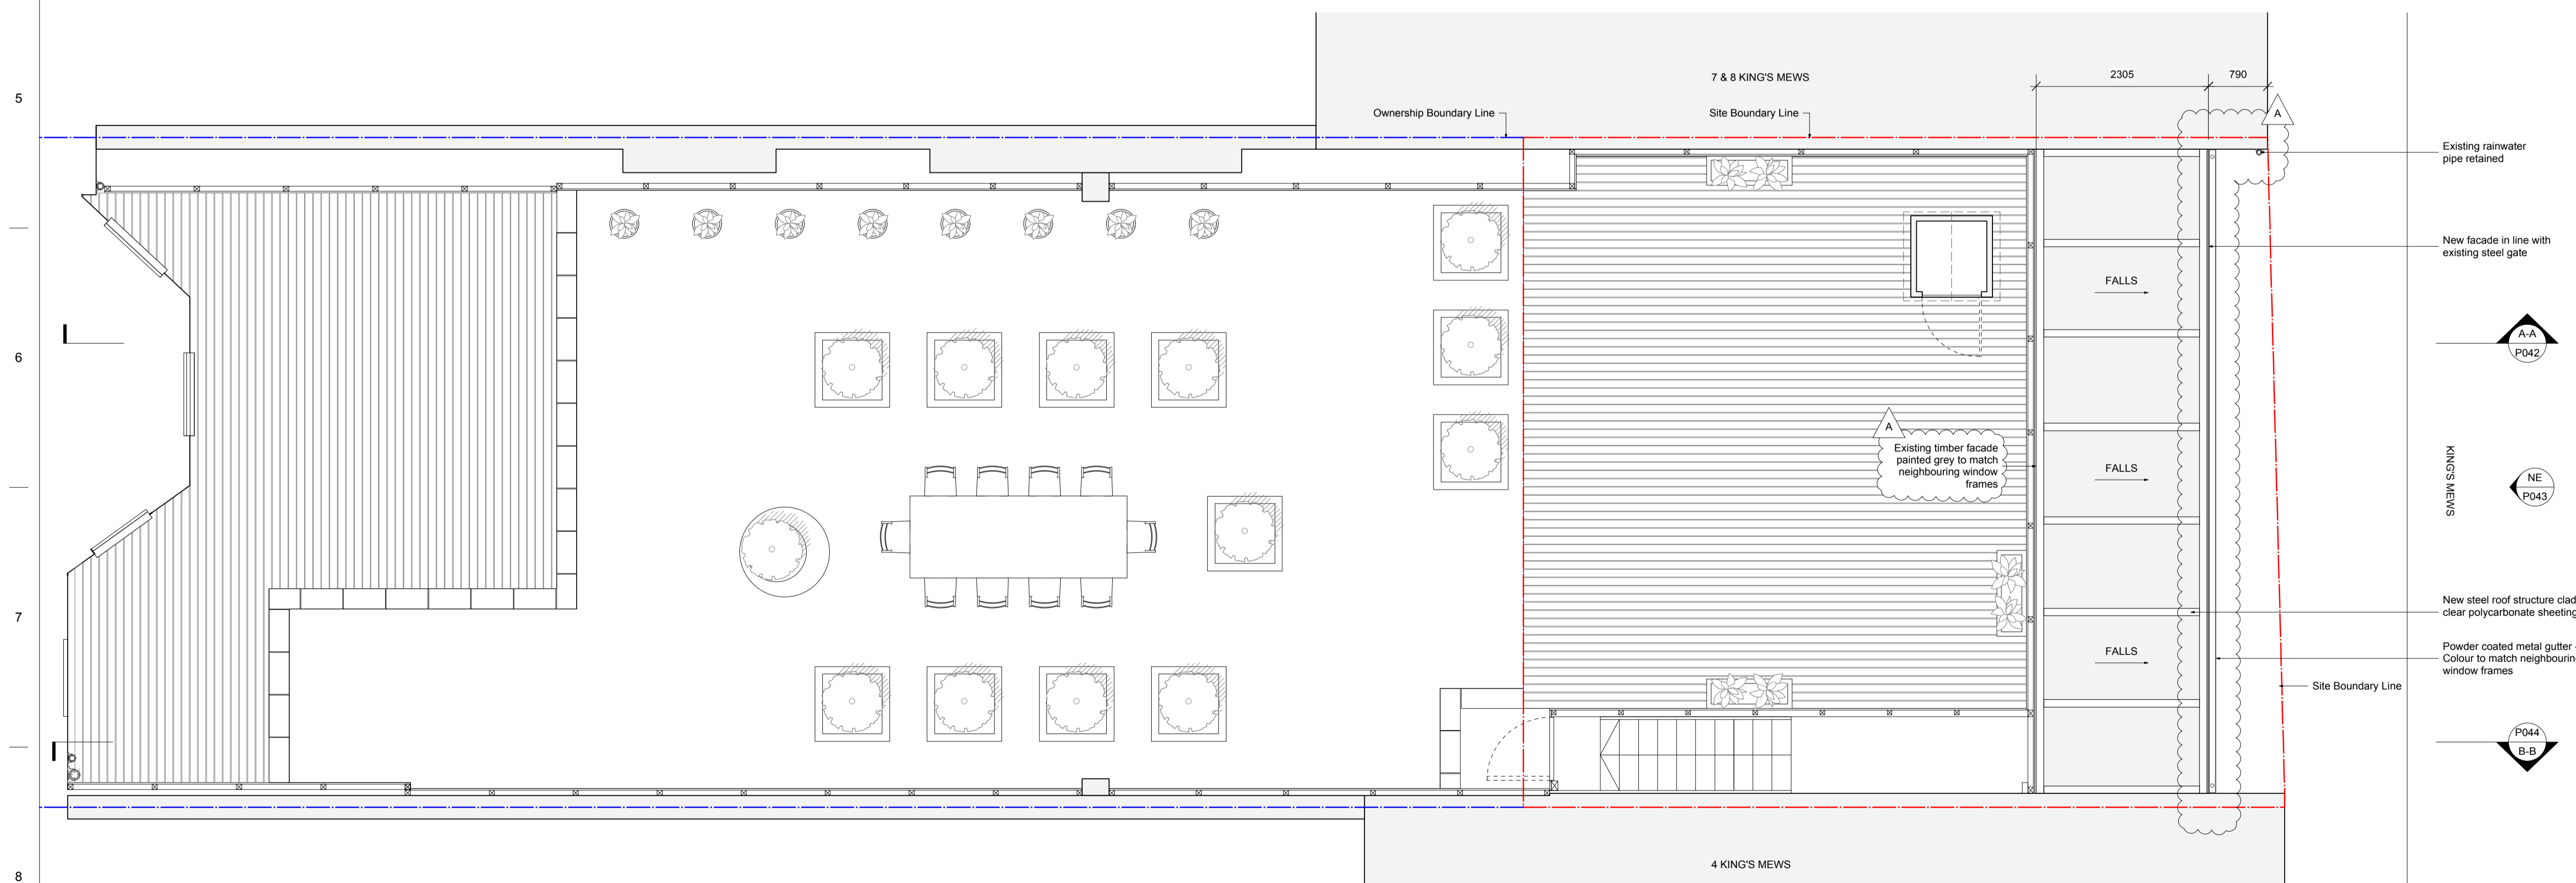 5
6
7
8
7 & 8 KING'S MEWS
2305
790
Ownership Boundary Line
Site Boundary Line
A
Existing rainwater
pipe retained
New facade in line with
existing steel gate
FALLS
A-A
P042
A
Existing timber facade
painted grey to match
neighbouring window
frames
FALLS
KING'S MEWS
NE
P043
New steel roof structure clad
clear polycarbonate sheeting
FALLS
Powder coated metal gutter -
Colour to match neighbouring
window frames
Site Boundary Line
P044
B-B
4 KING'S MEWS